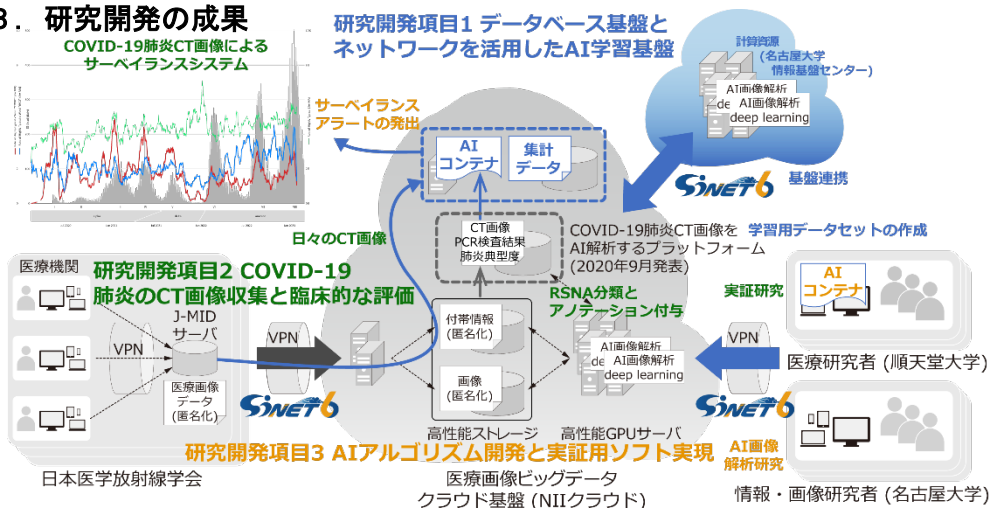 3．研究開発の成果
COVID-19肺炎CT画像による
サーベイランスシステム
研究開発項目1 データベース基盤と
ネットワークを活用したAI学習基盤
計算資源
(名古屋大学
情報基盤センター)
AI画像解析
de AI画像解析
deep learning
サーベイランス
アラートの発出
AI
コンテナ
集計
データ
SINET6
基盤連携
日々のCT画像
CT画像
PCR検査結果
肺炎典型度
COVID-19肺炎CT画像を
AI解析するプラットフォーム
(2020年9月発表)
学習用データセットの作成
医療機関
研究開発項目2 COVID-19
肺炎のCT画像収集と臨床的な評価
J-MID
サーバ
VPN
医療画像
データ
(匿名化)
VPN
SINET6
付帯情報
(匿名化)
画像
(匿名化)
RSNA分類と
アノテーション付与
AI画像解析
de AI画像解析
deep learning
実証研究
AI
コンテナ
VPN
SINET6
医療研究者 (順天堂大学)
高性能ストレージ
高性能GPUサーバ
研究開発項目3 AIアルゴリズム開発と実証用ソフト実現
AI画像
解析研究
日本医学放射線学会
医療画像ビッグデータ
クラウド基盤 (NIIクラウド)
情報・画像研究者 (名古屋大学)